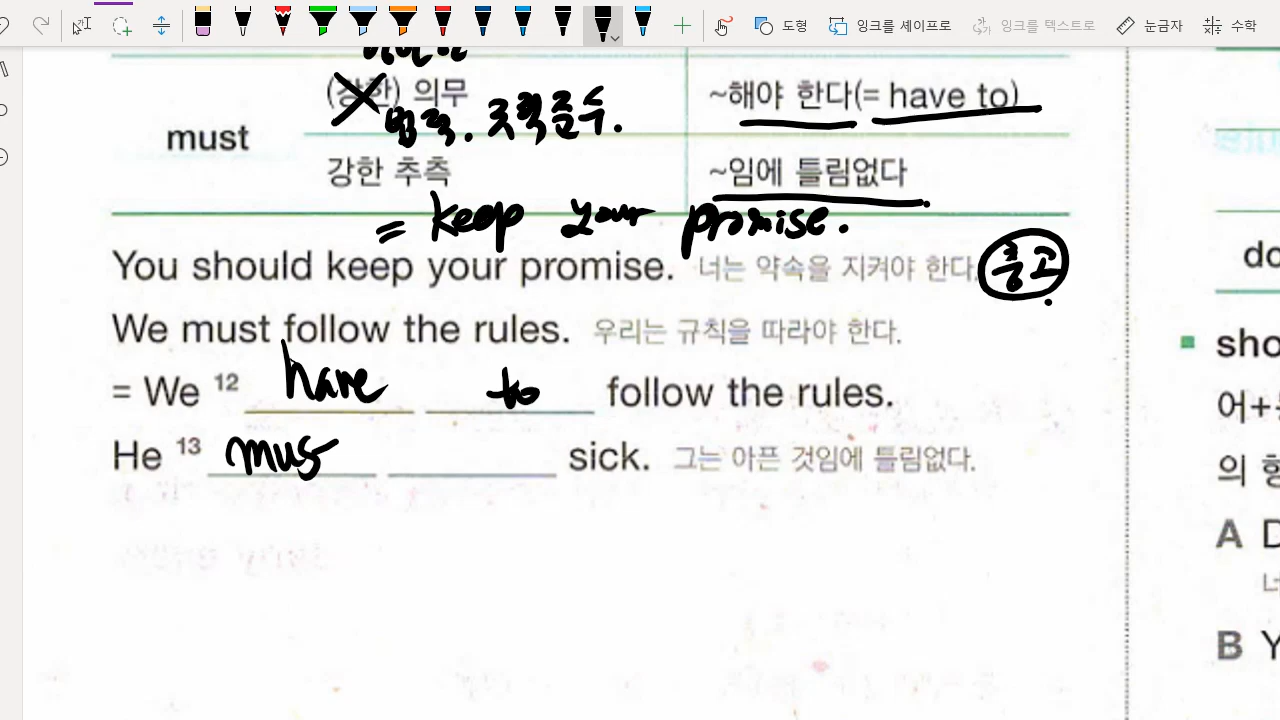 도형 잉크를 셰이프로 잉크를 텍스트로 눈금자 수학
(강한) 의무 ~해야 한다(= have to)
법률. 규칙준수.
must
강한 추측 ~임에 틀림없다
= keep your promise.
You should keep your promise. 너는 약속을 지켜야 한다. 충고
We must follow the rules. 우리는 규칙을 따라야 한다.
= We 12 have to follow the rules.
He 13 mus sick. 그는 아픈 것임에 틀림없다.
do
sho
어+
의 형
A D
너
B Y